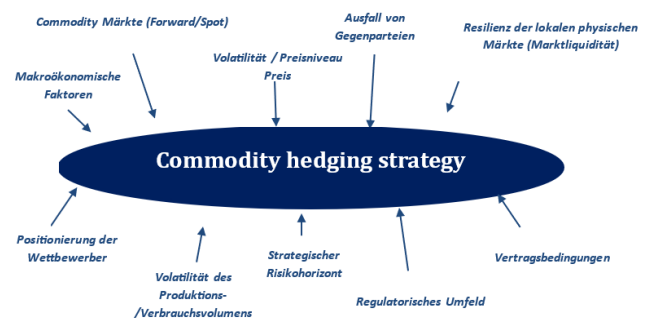 Commodity Märkte (Forward/Spot)
Ausfall von
Gegenparteien
Resilienz der lokalen physischen
Märkte (Marktliquidität)
Volatilität / Preisniveau
Preis
Makroökonomische
Faktoren
Commodity hedging strategy
Positionierung der
Wettbewerber
Volatilität des
Produktions-
/Verbrauchsvolumens
Strategischer
Risikohorizont
Regulatorisches Umfeld
Vertragsbedingungen